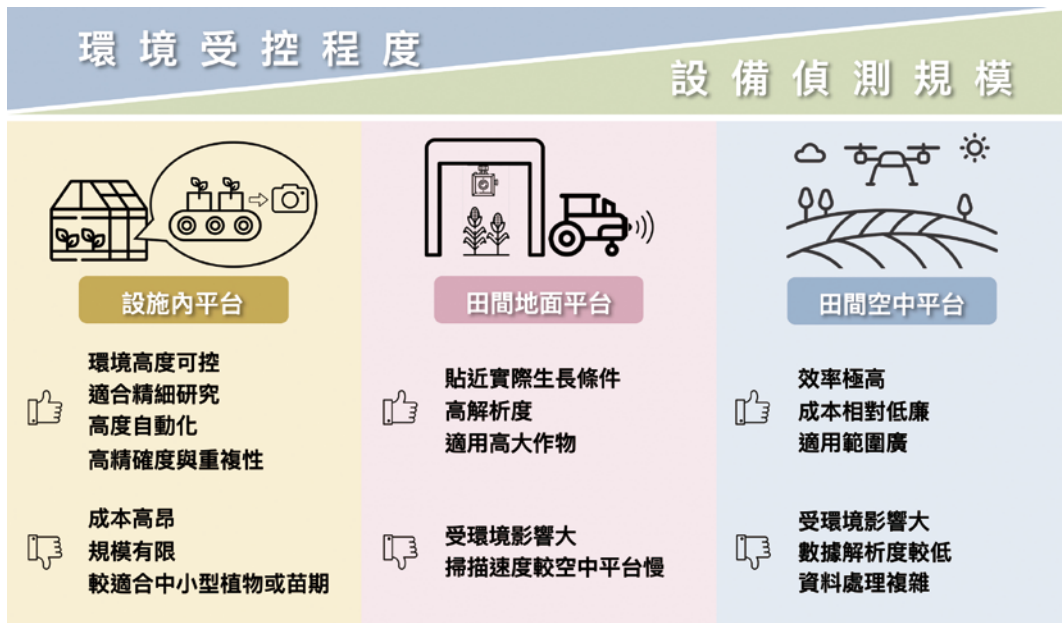 環境受控程度
設備偵測規模
設施內平台
環境高度可控
適合精細研究
高度自動化
高精確度與重複性
成本高昂
規模有限
較適合中小型植物或苗期
田間地面平台
貼近實際生長條件
高解析度
適用高大作物
受環境影響大
掃描速度較空中平台慢
田間空中平台
效率極高
成本相對低廉
適用範圍廣
受環境影響大
數據解析度較低
資料處理複雜